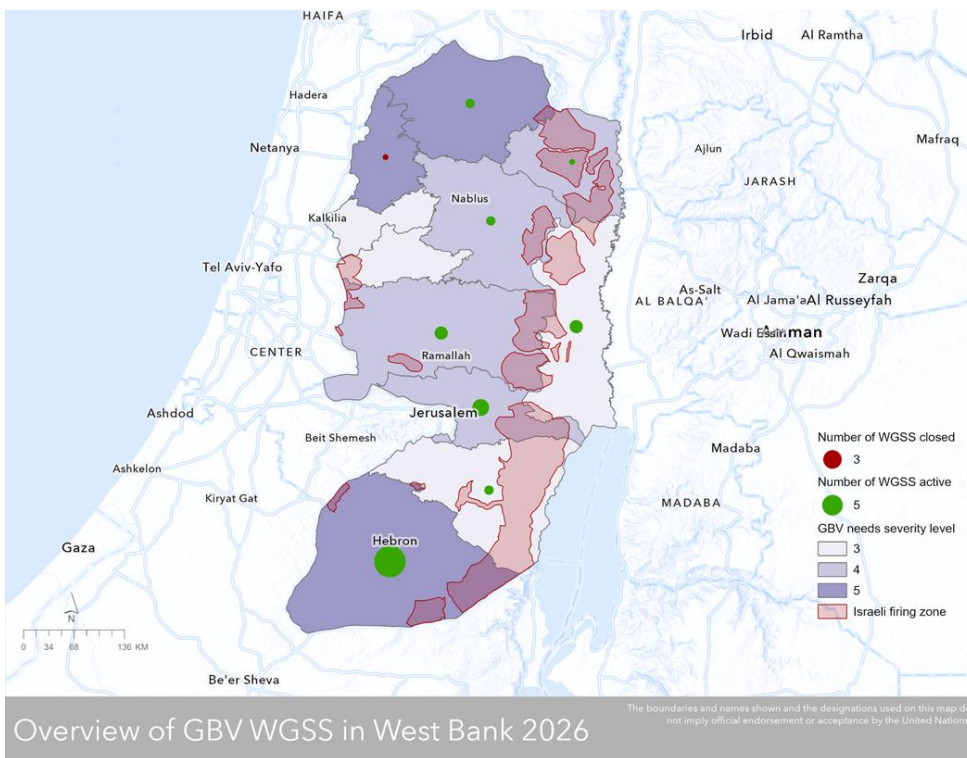 HAIFA
Irbid
Al Ramtha
Hadera
Mafraq
Ajlun
Netanya
JARASH
Nablus
Kalkilia
Tel Aviv-Yafo
Zarqa
As-Salt
AL BALQA'
Al Jama'a
Al Russeyfah
Wadi Essir
Amman
CENTER
Ramallah
Al Qwaismah
Ashdod
Jerusalem
Beit Shemesh
Madaba
Ashkelon
Kiryat Gat
MADABA
Hebron
Gaza
Be'er Sheva
N
0 34 68 136 KM
Number of WGSS closed
3
Number of WGSS active
5
GBV needs severity level
3
4
5
Israeli firing zone
Overview of GBV WGSS in West Bank 2026
The boundaries and names shown and the designations used on this map d
not imply official endorsement or acceptance by the United Nations